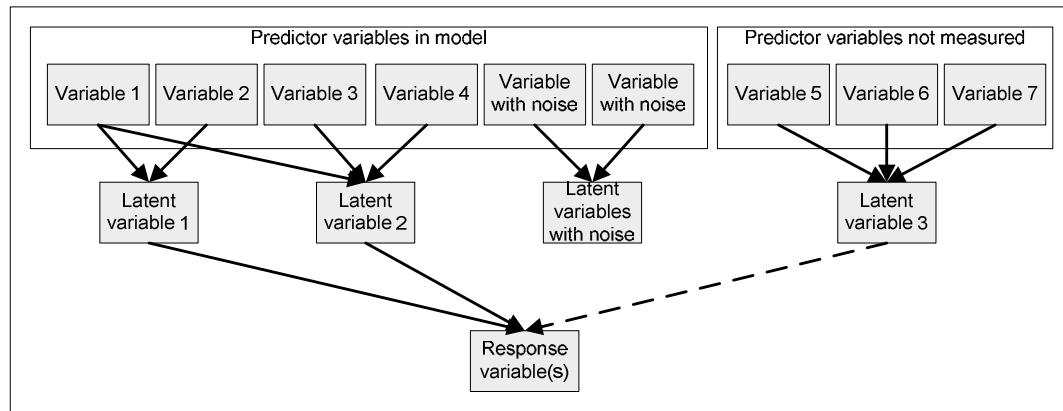 Predictor variables in model
Predictor variables not measured
Variable 1
Variable 2
Variable 3
Variable 4
Variable
with noise
Variable
with noise
Variable 5
Variable 6
Variable 7
Latent
variable 1
Latent
variable 2
Latent
variables
with noise
Latent
variable 3
Response
variable(s)